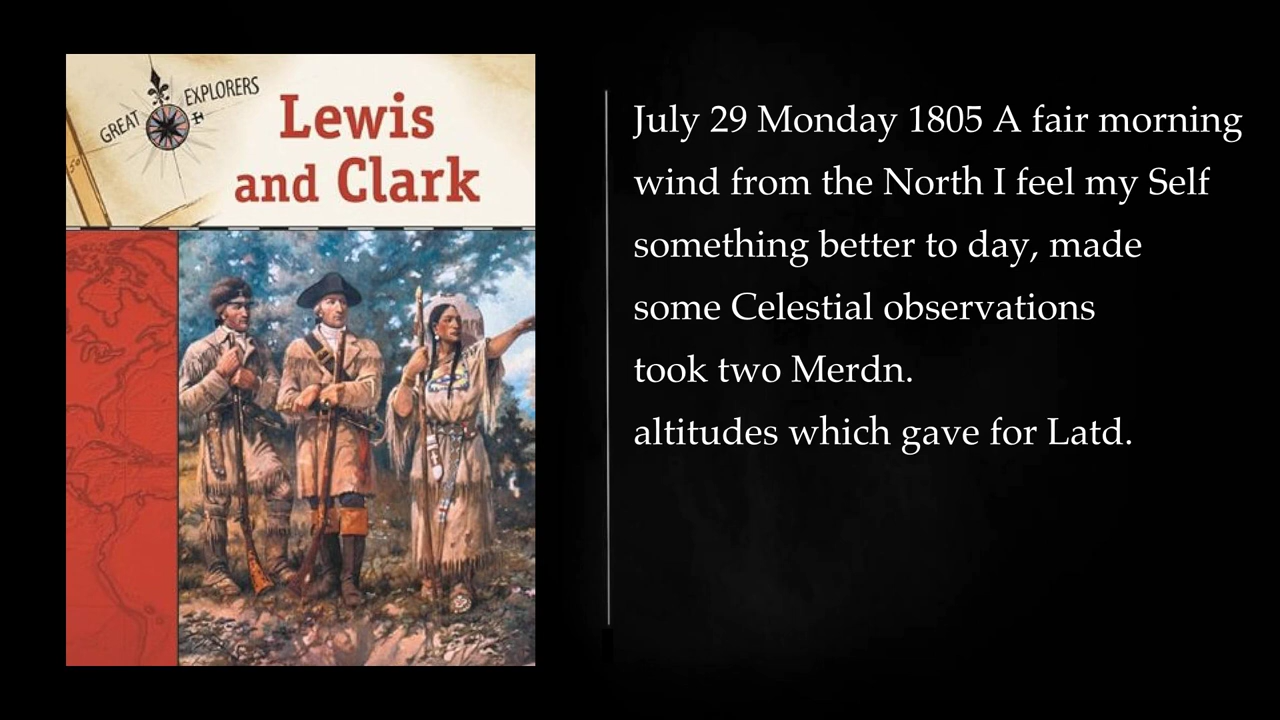 GREAT EXPLORERS
Lewis
and Clark
July 29 Monday 1805 A fair morning
wind from the North I feel my Self
something better to day, made
some Celestial observations
took two Merdn.
altitudes which gave for Latd.